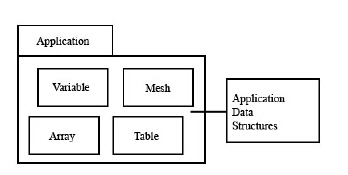 Application
Variable
Mesh
Array
Table
Application
Data
Structures